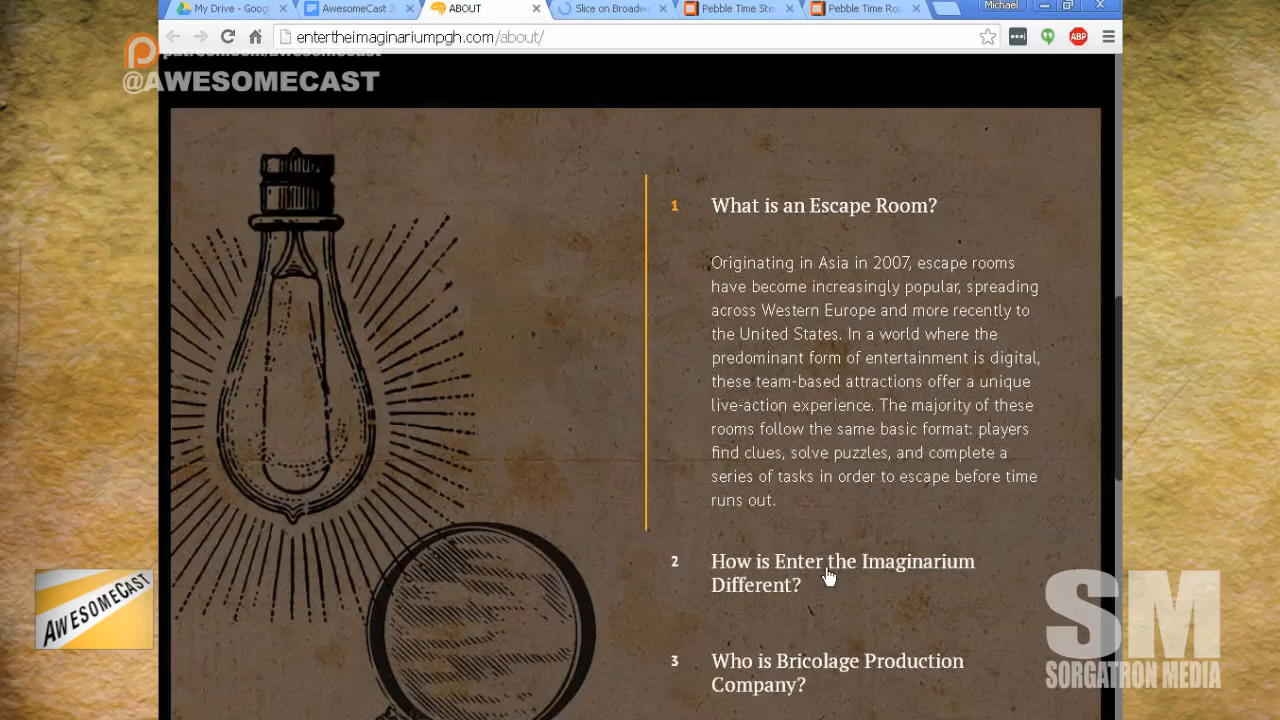 My Drive - Goog
AwesomeCast 3
ABOUT
Slice on Broadw
Pebble Time Ste
Pebble Time Rou
Michael
entertheimaginariumpgh.com/about/
ABP
@AWESOMECAST
1 What is an Escape Room?
Originating in Asia in 2007, escape rooms
have become increasingly popular, spreading
across Western Europe and more recently to
the United States. In a world where the
predominant form of entertainment is digital,
these team-based attractions offer a unique
live-action experience. The majority of these
rooms follow the same basic format: players
find clues, solve puzzles, and complete a
series of tasks in order to escape before time
runs out.
2 How is Enter the Imaginarium
Different?
3 Who is Bricolage Production
Company?
AWESOMECAST
SM
SORGATRON MEDIA